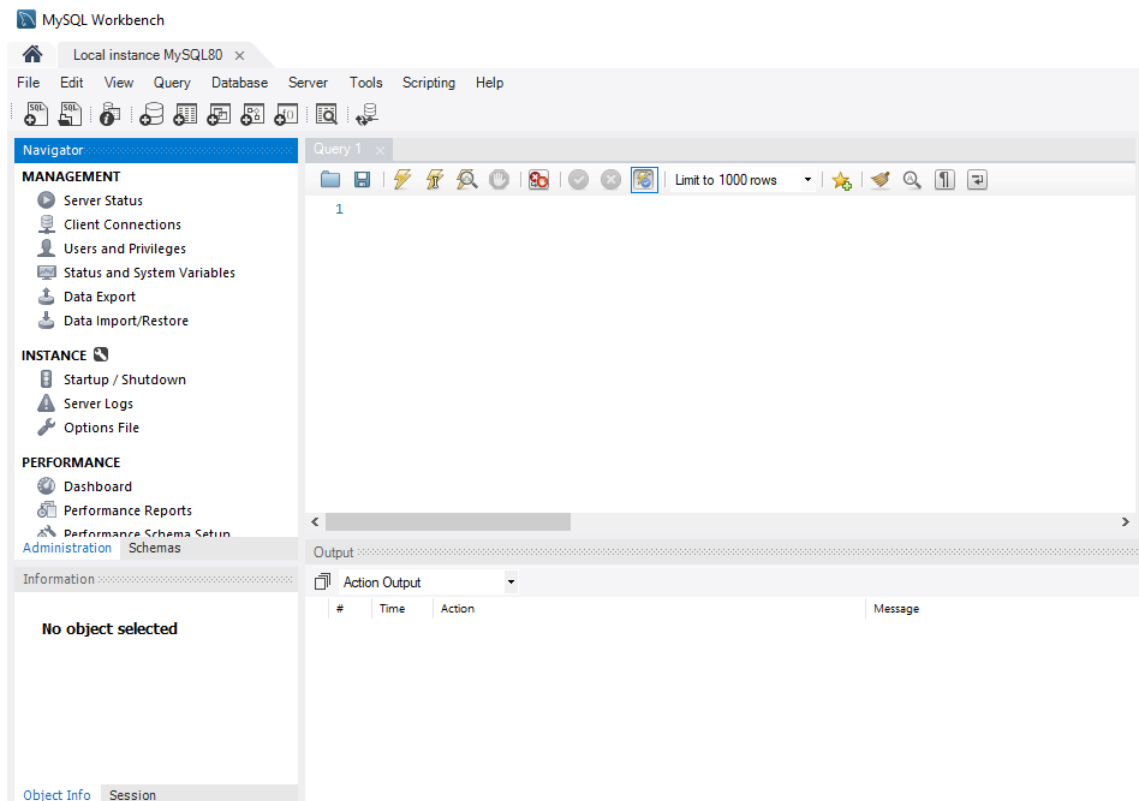 MySQL Workbench
Local instance MySQL80
File Edit View Query Database Server Tools Scripting Help
Navigator
MANAGEMENT
Server Status
Client Connections
Users and Privileges
Status and System Variables
Data Export
Data Import/Restore
INSTANCE
Startup / Shutdown
Server Logs
Options File
PERFORMANCE
Dashboard
Performance Reports
Performance Schema Setup
Administration Schemas
Information
No object selected
Object Info Session
Query 1
Limit to 1000 rows
1
Output
Action Output
# Time Action Message